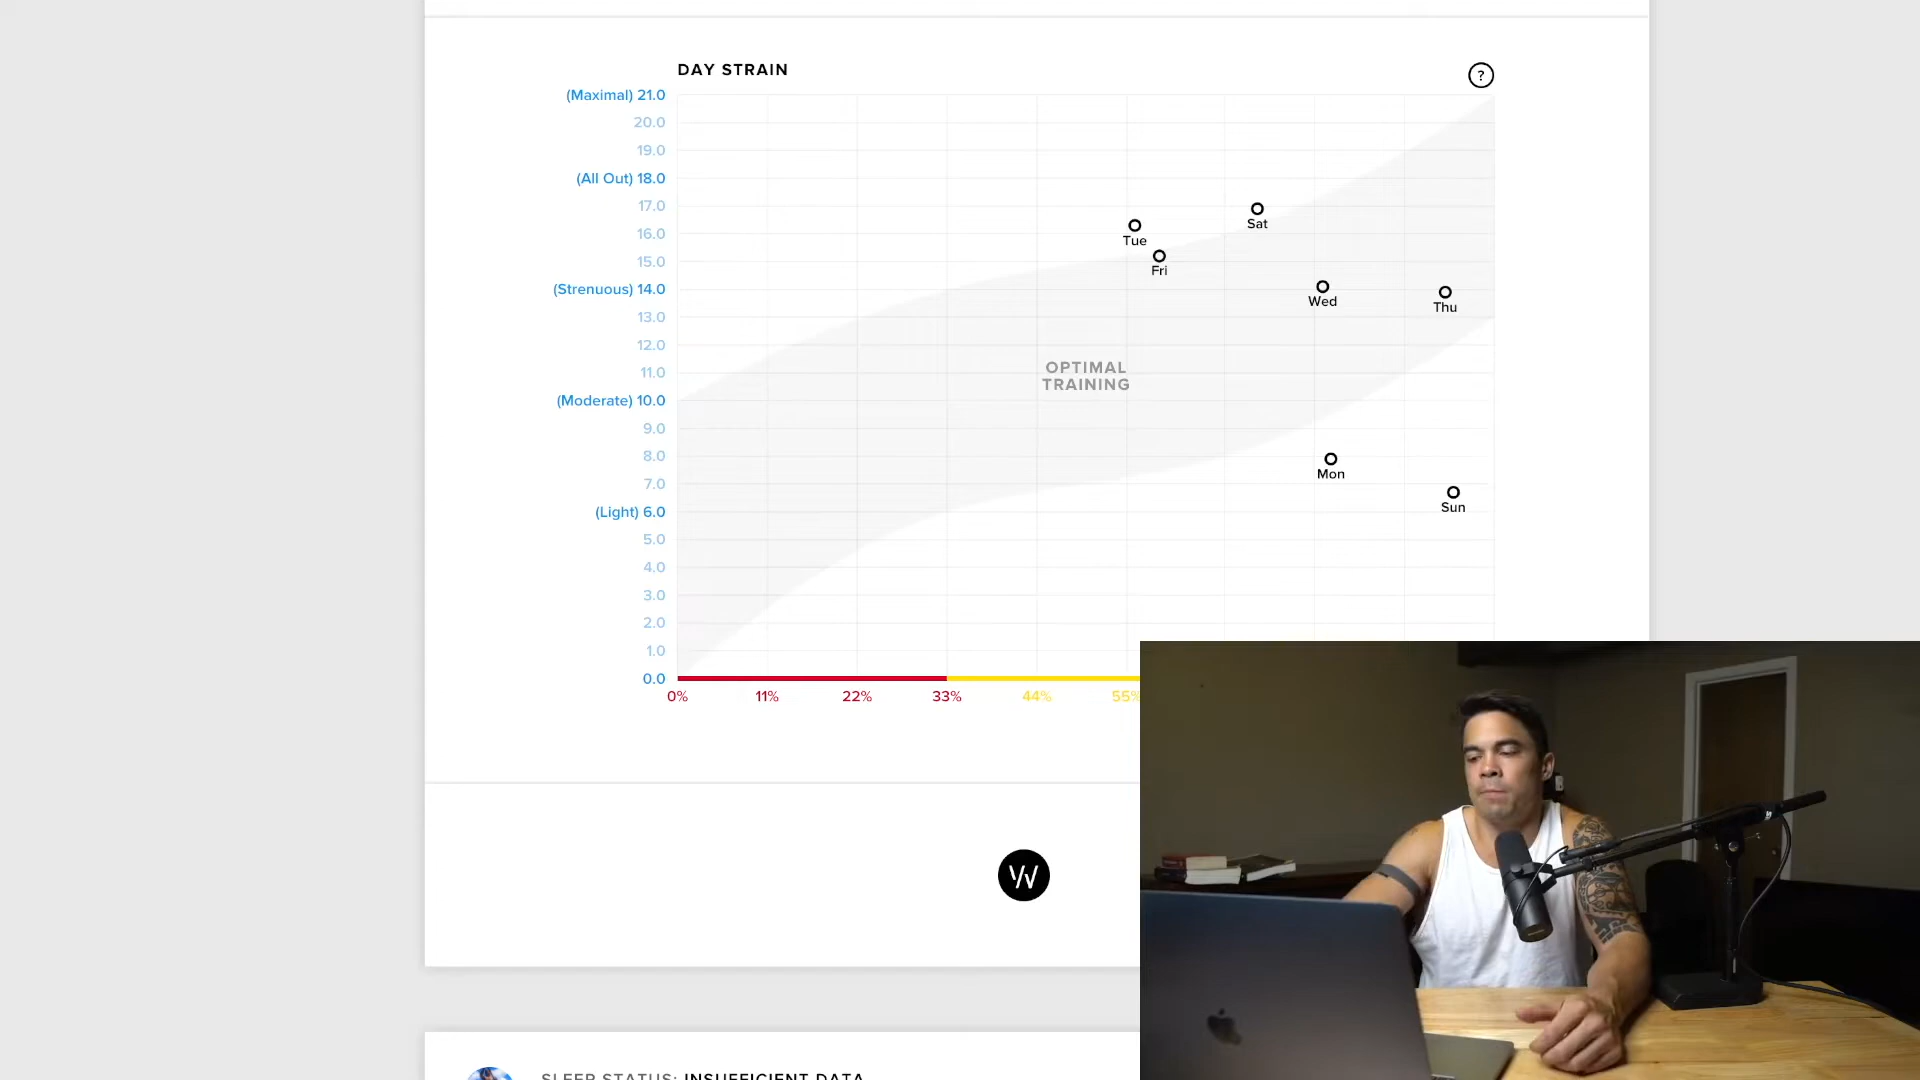 DAY STRAIN
?
(Maximal) 21.0
20.0
19.0
(All Out) 18.0
17.0
16.0
15.0
(Strenuous) 14.0
13.0
12.0
11.0
(Moderate) 10.0
9.0
8.0
7.0
(Light) 6.0
5.0
4.0
3.0
2.0
1.0
0.0
Tue
Fri
Sat
Wed
Thu
OPTIMAL
TRAINING
Mon
Sun
0% 11% 22% 33% 44% 55%
W
SLEEP STATUS: INSUFFICIENT DATA